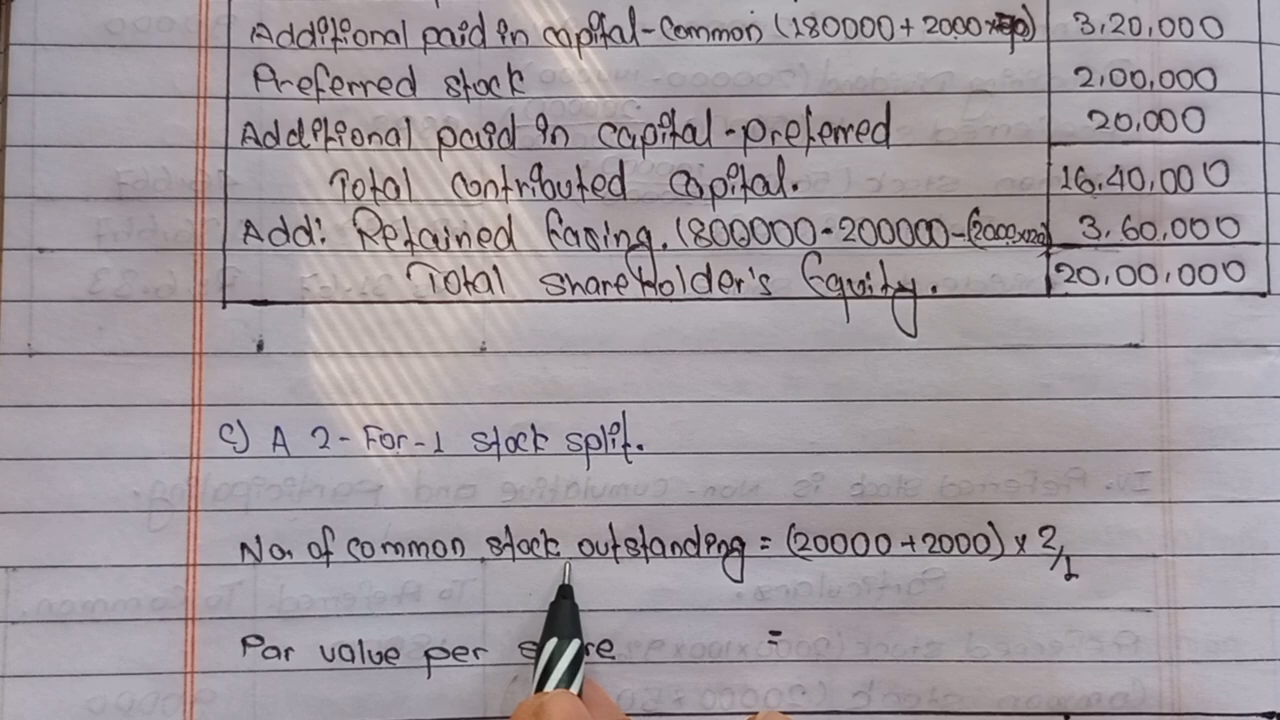 Additional paid in capital-Common (180000+2000×70) 3,20,000
Preferred stock 2,00,000
Additional paid in capital-preferred 20,000
Total contributed capital. 16,40,000
Add: Retained Earing. (800000-200000-(2000×120) 3,60,000
Total shareHolder's Equity. 20,00,000
c) A 2-For-1 stock split.
No. of common stock outstanding = (20000+2000) × 2/1
Par value per =